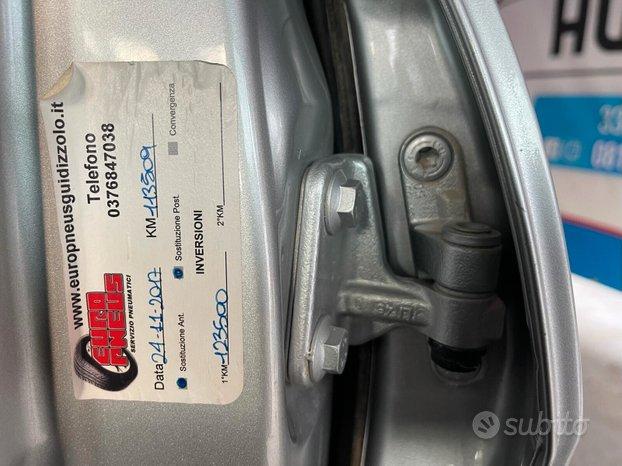 www.europneusguidizzolo.it
Telefono
0376847038
EURO
PNEUS
SERVIZIO PNEUMATICI
Data 24-11-2017 KM 113509
Sostituzione Ant. Sostituzione Post. Convergenza
INVERSIONI
1°KM 123500 2°KM
subito